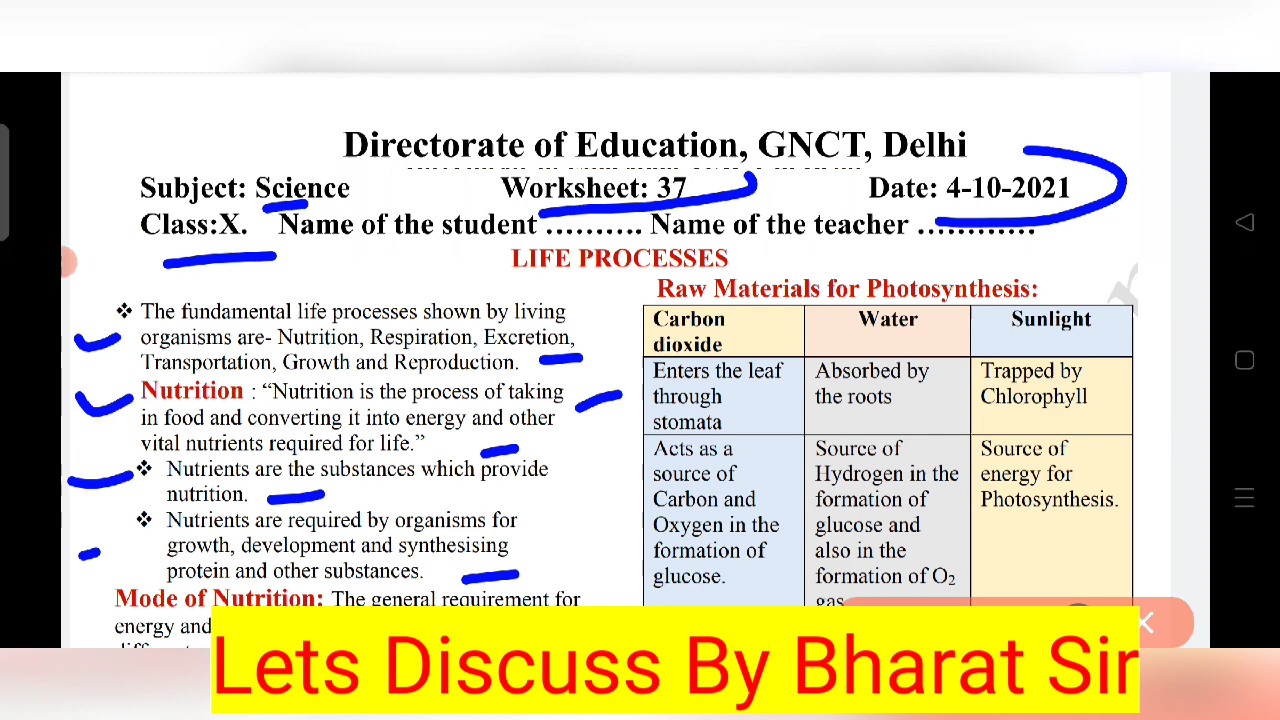 Directorate of Education, GNCT, Delhi
Subject: Science Worksheet: 37 Date: 4-10-2021
Class:X. Name of the student .......... Name of the teacher ............
LIFE PROCESSES
❖ The fundamental life processes shown by living
organisms are- Nutrition, Respiration, Excretion,
Transportation, Growth and Reproduction.
Nutrition : “Nutrition is the process of taking
in food and converting it into energy and other
vital nutrients required for life.”
❖ Nutrients are the substances which provide
nutrition.
❖ Nutrients are required by organisms for
growth, development and synthesising
protein and other substances.
Mode of Nutrition: The general requirement for
energy and
Raw Materials for Photosynthesis:
Carbon
dioxide
Water
Sunlight
Enters the leaf
through
stomata
Absorbed by
the roots
Trapped by
Chlorophyll
Acts as a
source of
Carbon and
Oxygen in the
formation of
glucose.
Source of
Hydrogen in the
formation of
glucose and
also in the
formation of O₂
gas
Source of
energy for
Photosynthesis.
Lets Discuss By Bharat Sir